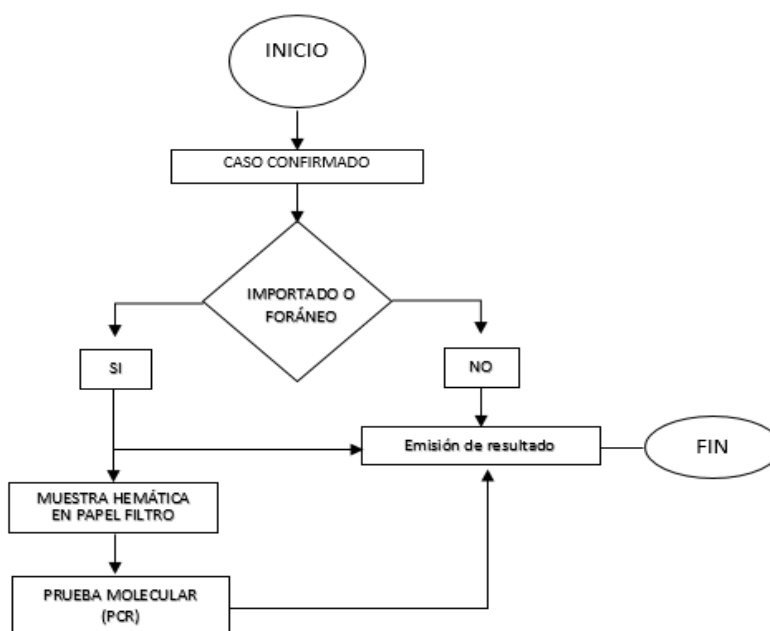 INICIO
CASO CONFIRMADO
IMPORTADO O
FORÁNEO
SI
NO
Emisión de resultado
FIN
MUESTRA HEMÁTICA
EN PAPEL FILTRO
PRUEBA MOLECULAR
(PCR)